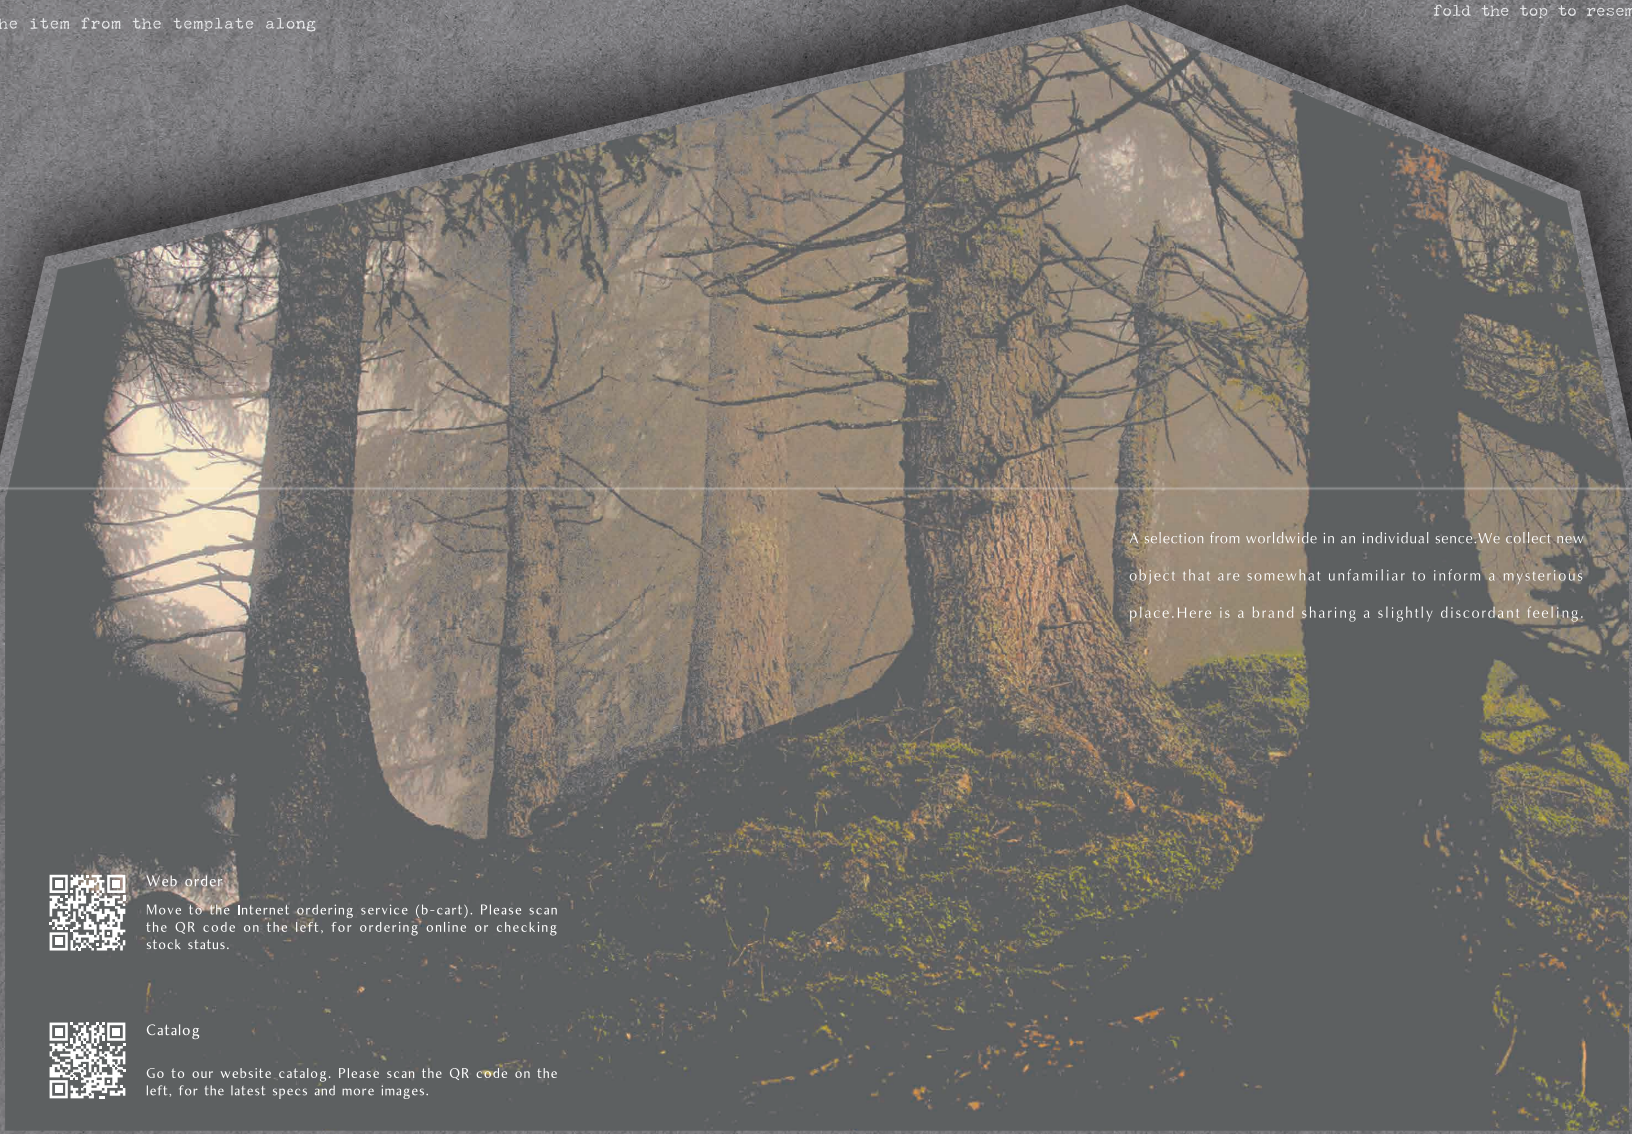 he item from the template along
fold the top to resem
A selection from worldwide in an individual sence.We collect new
object that are somewhat unfamiliar to inform a mysterious
place.Here is a brand sharing a slightly discordant feeling.
Web order
Move to the Internet ordering service (b-cart). Please scan
the QR code on the left, for ordering online or checking
stock status.
Catalog
Go to our website catalog. Please scan the QR code on the
left, for the latest specs and more images.